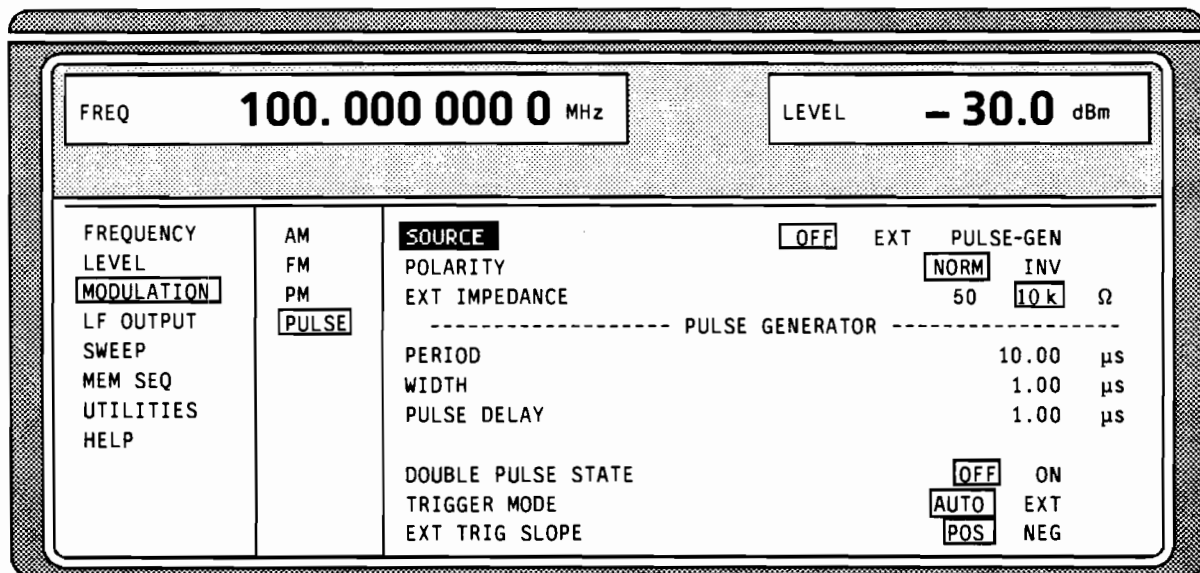 FREQ 100. 000 000 0 MHz LEVEL – 30.0 dBm
FREQUENCY AM SOURCE OFF EXT PULSE-GEN
LEVEL FM POLARITY NORM INV
MODULATION PM EXT IMPEDANCE 50 10 k Ω
LF OUTPUT PULSE ------------------- PULSE GENERATOR ------------------
SWEEP PERIOD 10.00 µs
MEM SEQ WIDTH 1.00 µs
UTILITIES PULSE DELAY 1.00 µs
HELP
DOUBLE PULSE STATE OFF ON
TRIGGER MODE AUTO EXT
EXT TRIG SLOPE POS NEG